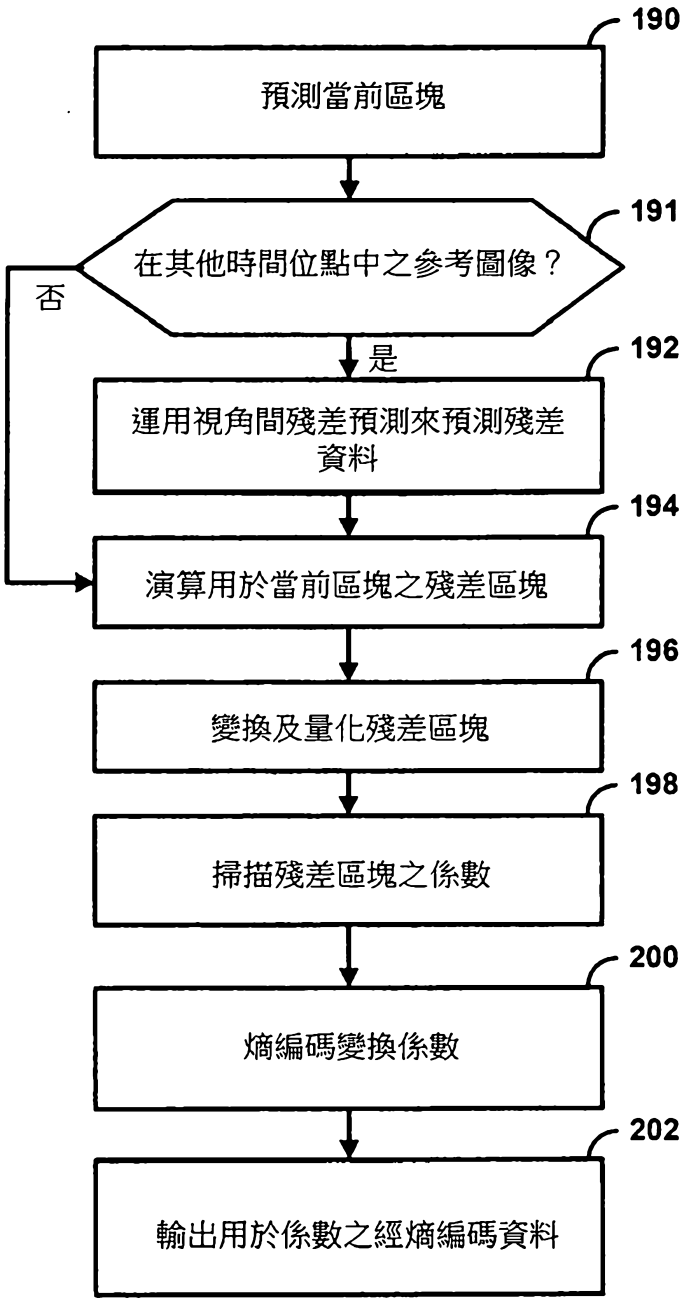 190
預測當前區塊
191
在其他時間位點中之參考圖像？
否
是
192
運用視角間殘差預測來預測殘差
資料
194
演算用於當前區塊之殘差區塊
196
變換及量化殘差區塊
198
掃描殘差區塊之係數
200
熵編碼變換係數
202
輸出用於係數之經熵編碼資料